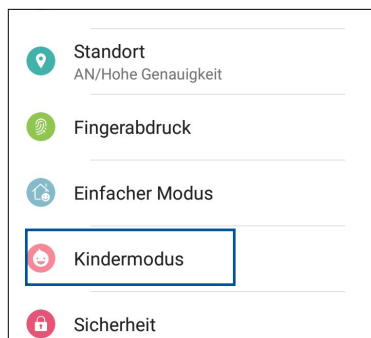 Standort
AN/Hohe Genauigkeit
Fingerabdruck
Einfacher Modus
Kindermodus
Sicherheit